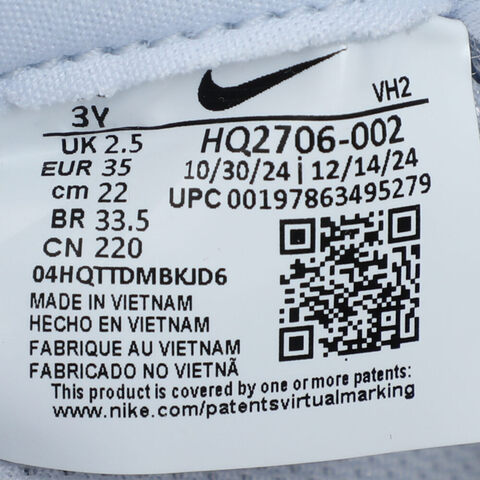 3Y
VH2
UK 2.5
HQ2706-002
EUR 35
10/30/24 | 12/14/24
cm 22
UPC 00197863495279
BR 33.5
CN 220
04HQTTDMBKJD6
MADE IN VIETNAM
HECHO EN VIETNAM
FABRIQUE AU VIETNAM
FABRICADO NO VIETNÃ
This product is covered by one or more patents:
www.nike.com/patentsvirtualmarking